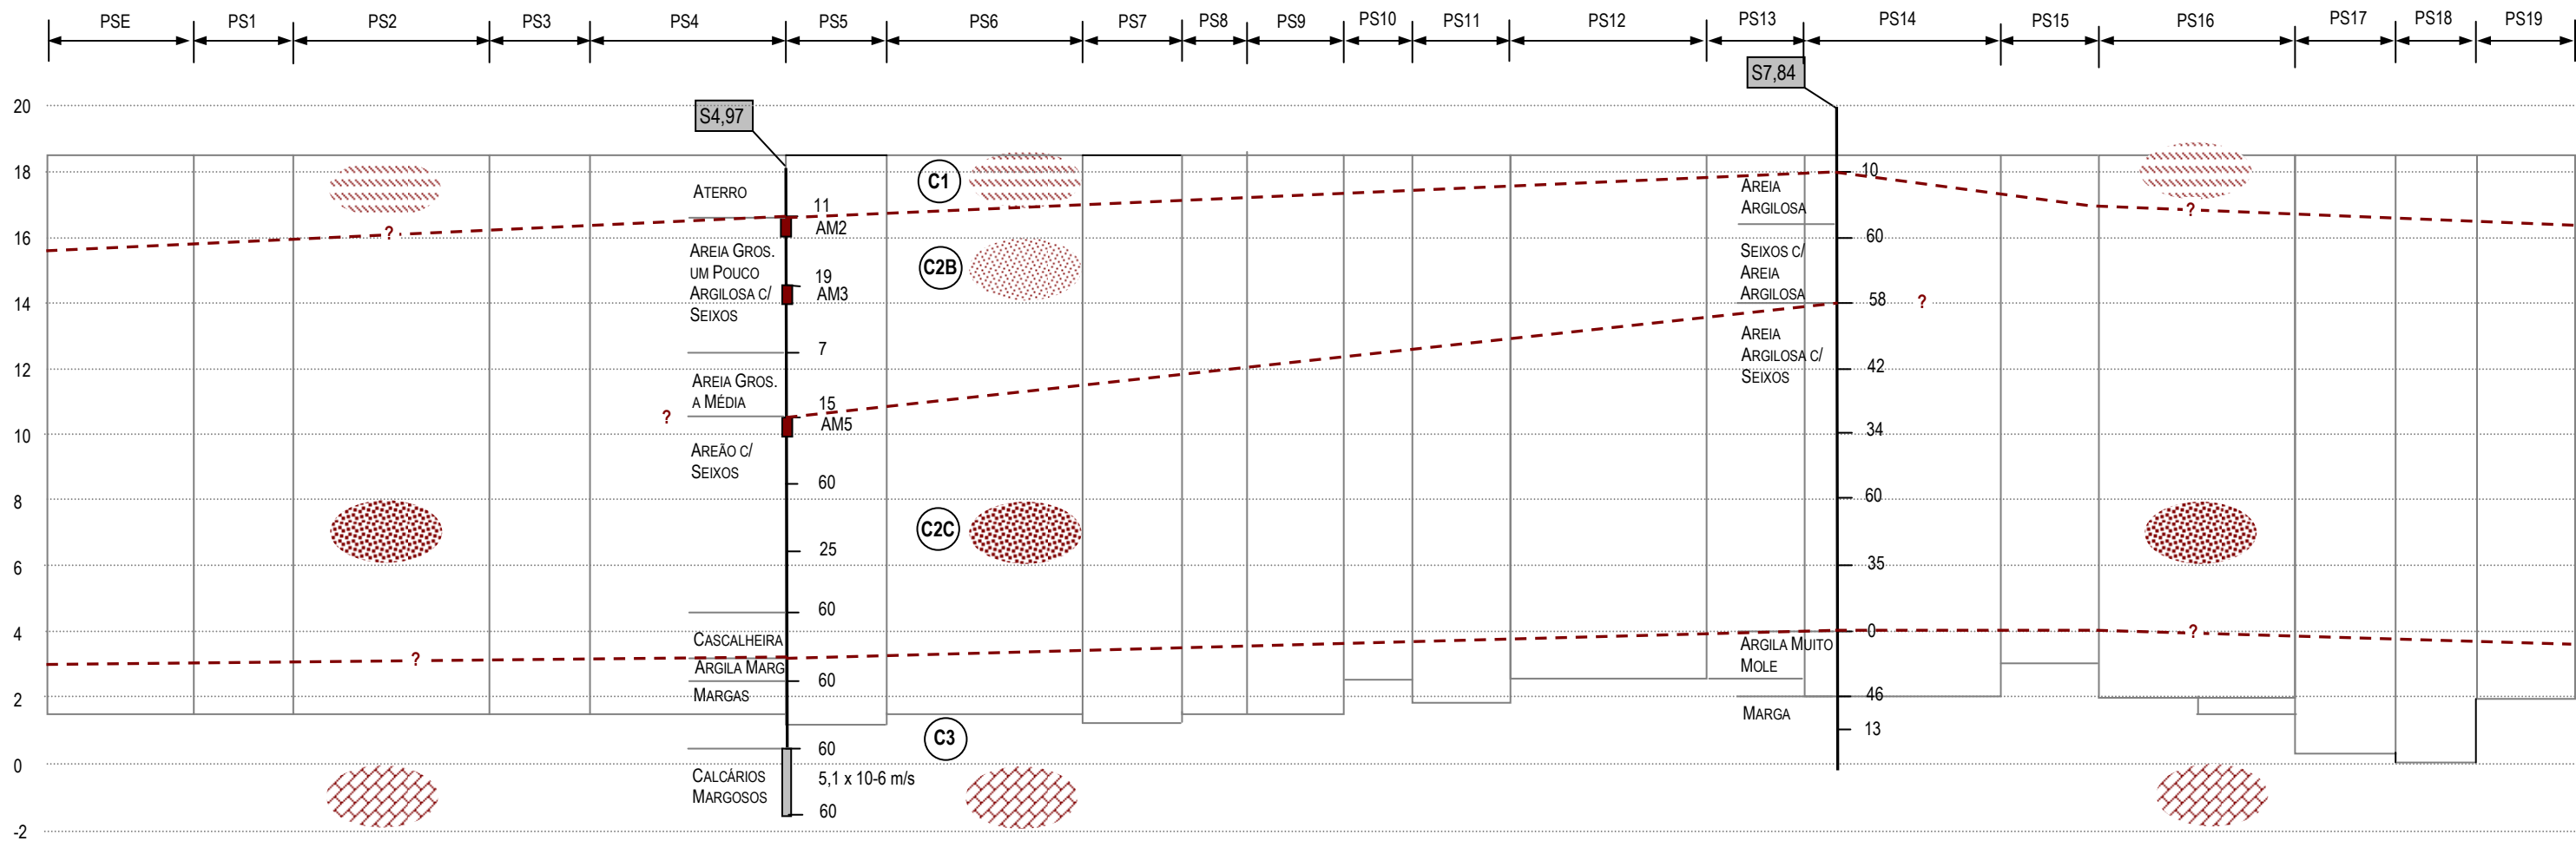 PSE PS1 PS2 PS3 PS4 PS5 PS6 PS7 PS8 PS9 PS10 PS11 PS12 PS13 PS14 PS15 PS16 PS17 PS18 PS19
S7,84
S4,97
20
18
16
14
12
10
8
6
4
2
0
-2
ATERRO
AREIA GROS.
UM POUCO
ARGILOSA C/
SEIXOS
AREIA GROS.
A MÉDIA
AREÃO C/
SEIXOS
CASCALHEIRA
ARGILA MARG
MARGAS
CALCÁRIOS
MARGOSOS
11
AM2
19
AM3
7
15
AM5
60
25
60
60
60
5,1 x 10-6 m/s
60
C1
C2B
C2C
C3
AREIA
ARGILOSA
SEIXOS C/
AREIA
ARGILOSA
AREIA
ARGILOSA C/
SEIXOS
ARGILA MUITO
MOLE
MARGA
10
60
58
42
34
60
35
0
46
13
?
?
?
?
?
?